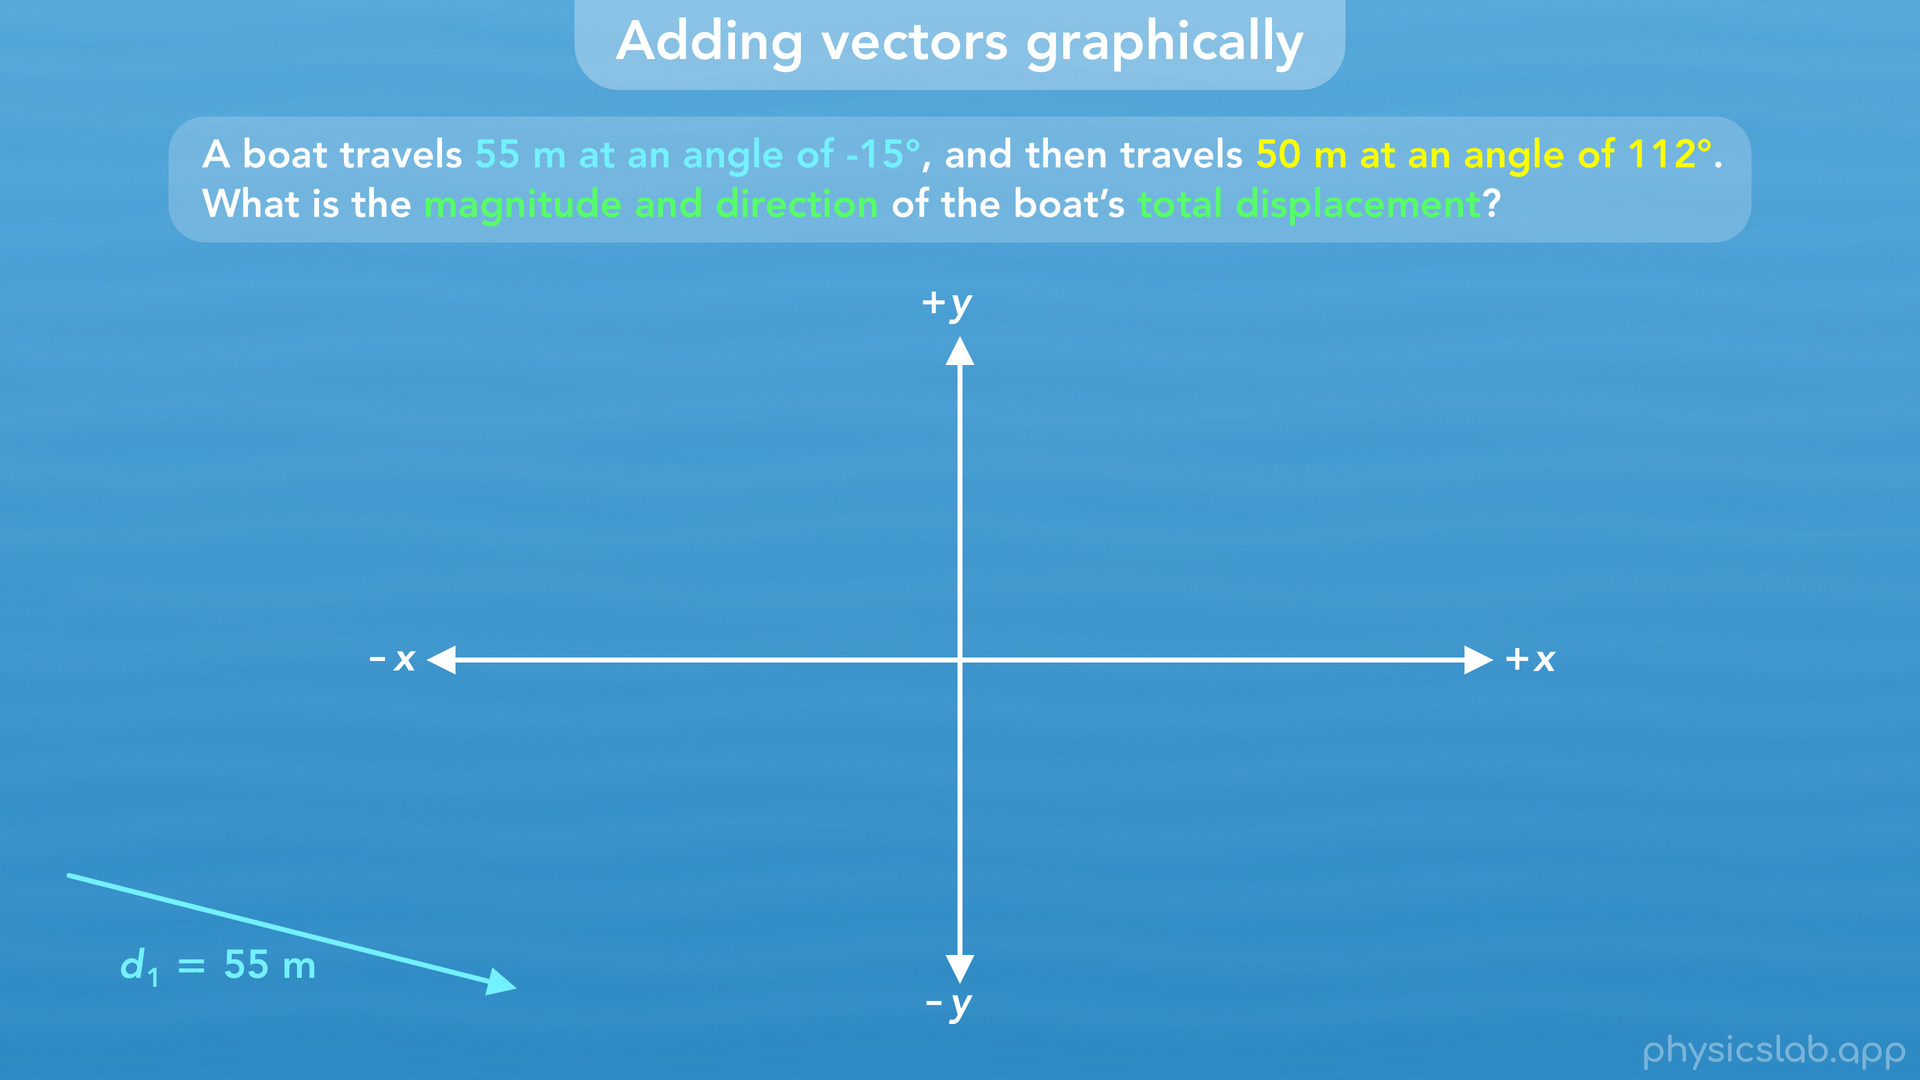 Adding vectors graphically
A boat travels 55 m at an angle of -15°, and then travels 50 m at an angle of 112°.
What is the magnitude and direction of the boat’s total displacement?
+y
-x
+x
d₁ = 55 m
-y
physicslab.app